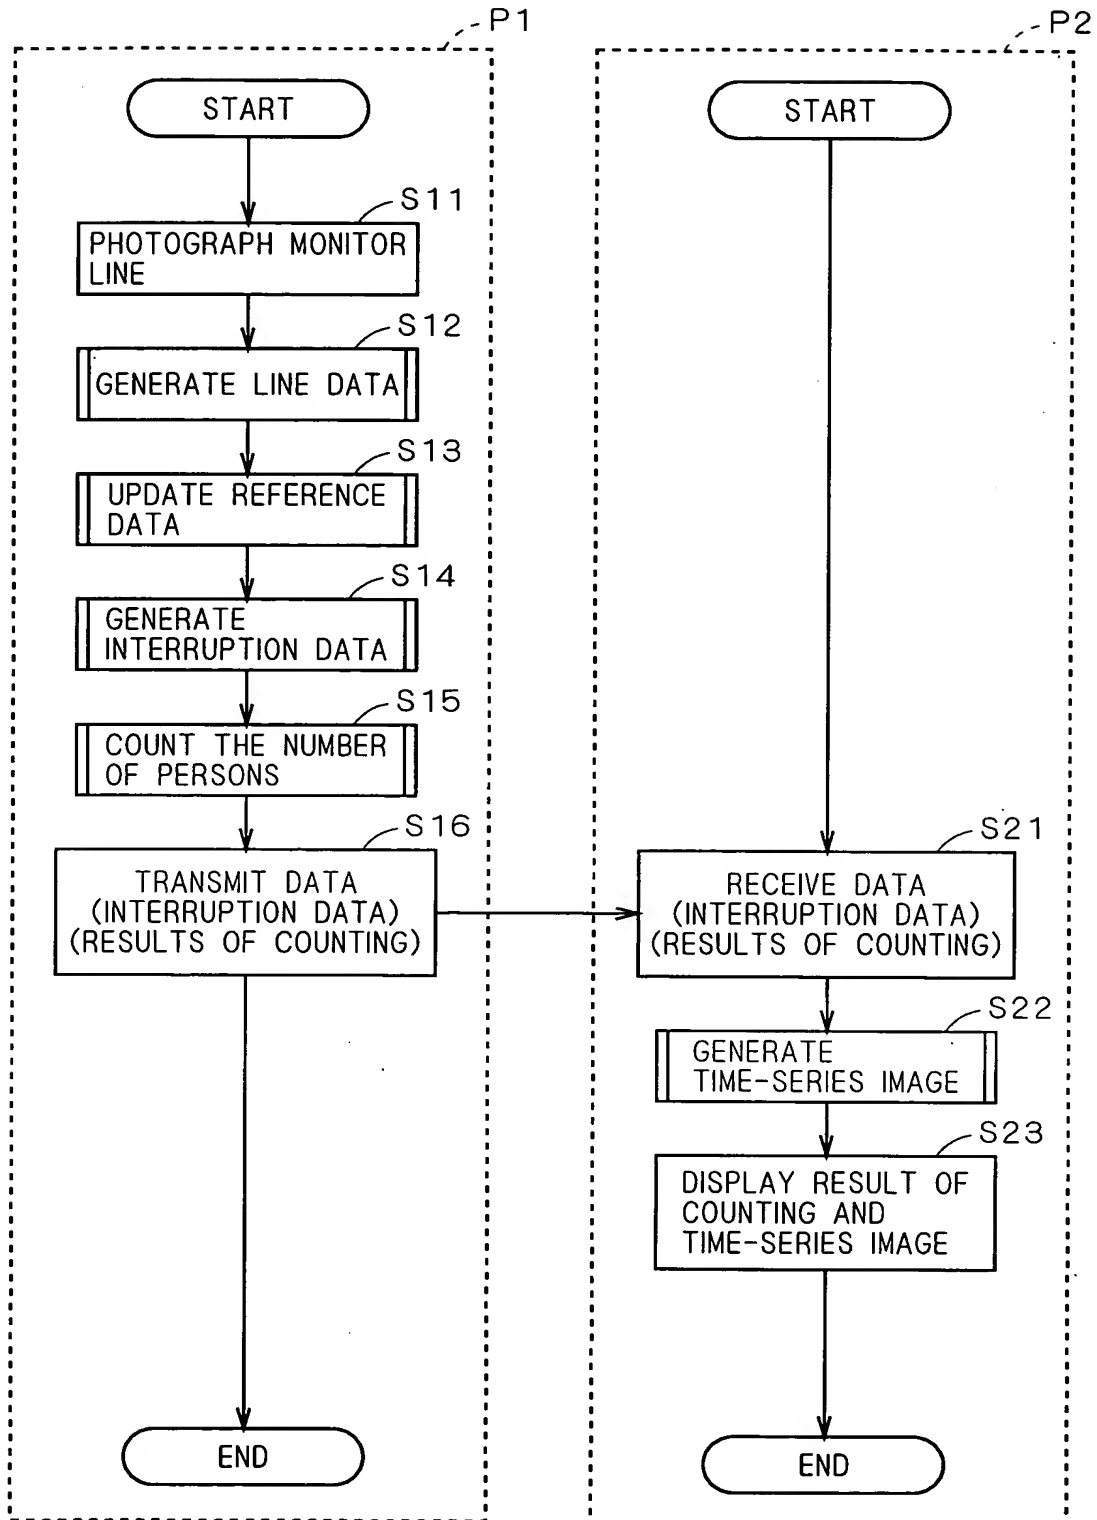 P1
START
S11
PHOTOGRAPH MONITOR
LINE
S12
GENERATE LINE DATA
S13
UPDATE REFERENCE
DATA
S14
GENERATE
INTERRUPTION DATA
S15
COUNT THE NUMBER
OF PERSONS
S16
TRANSMIT DATA
(INTERRUPTION DATA)
(RESULTS OF COUNTING)
END
P2
START
S21
RECEIVE DATA
(INTERRUPTION DATA)
(RESULTS OF COUNTING)
S22
GENERATE
TIME-SERIES IMAGE
S23
DISPLAY RESULT OF
COUNTING AND
TIME-SERIES IMAGE
END